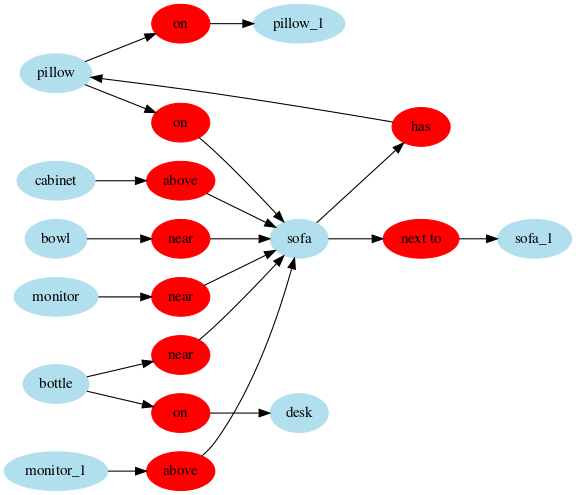 on
pillow_1
pillow
on
has
cabinet
above
bowl
near
sofa
next to
sofa_1
monitor
near
near
bottle
on
desk
monitor_1
above